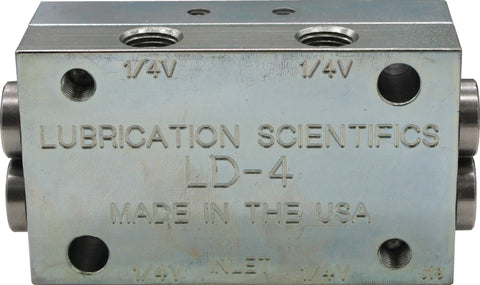 1/4V 1/4V
LUBRICATION SCIENTIFICS
LD-4
MADE IN THE USA
1/4V INLET 1/4V